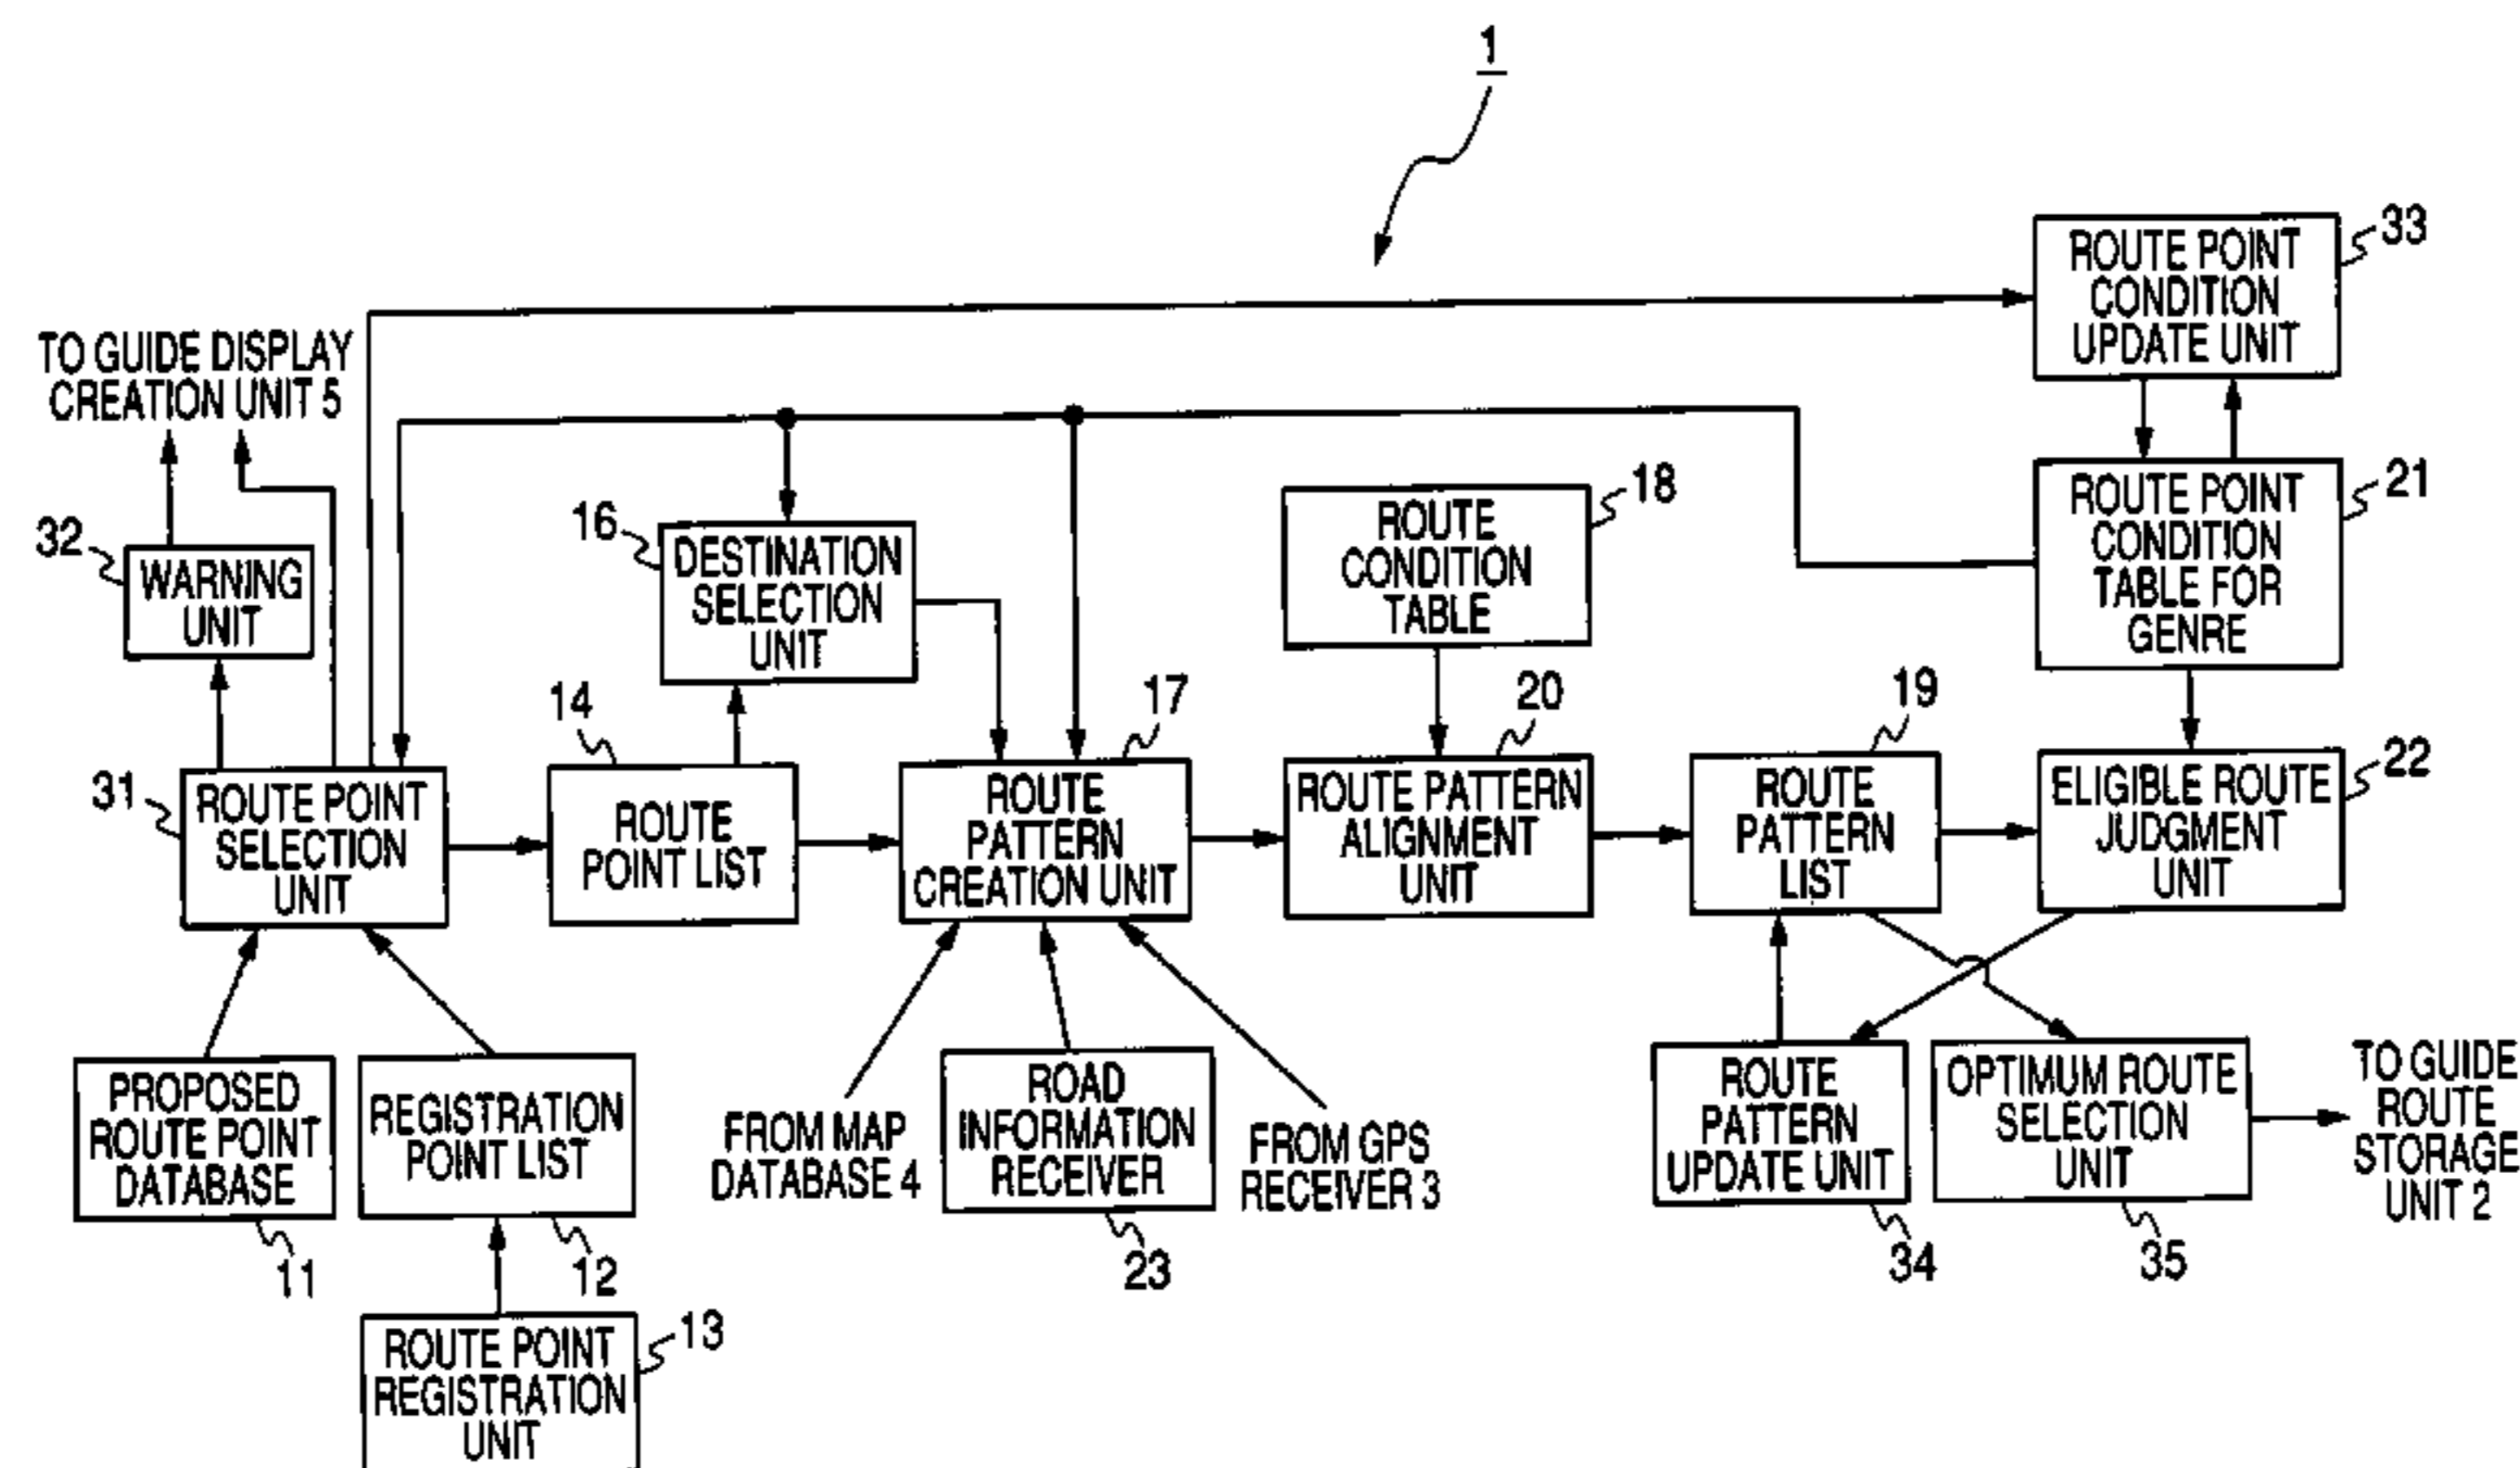 1
33
ROUTE POINT
CONDITION
UPDATE UNIT
TO GUIDE DISPLAY
CREATION UNIT 5
18
ROUTE
CONDITION
TABLE
21
ROUTE POINT
CONDITION
TABLE FOR
GENRE
32
WARNING
UNIT
16
DESTINATION
SELECTION
UNIT
31
ROUTE POINT
SELECTION
UNIT
14
ROUTE
POINT LIST
17
ROUTE
PATTERN
CREATION UNIT
20
ROUTE PATTERN
ALIGNMENT
UNIT
19
ROUTE
PATTERN
LIST
22
ELIGIBLE ROUTE
JUDGMENT
UNIT
PROPOSED
ROUTE POINT
DATABASE
11
REGISTRATION
POINT LIST
12
FROM MAP
DATABASE 4
ROAD
INFORMATION
RECEIVER
23
FROM GPS
RECEIVER 3
ROUTE
PATTERN
UPDATE UNIT
34
OPTIMUM ROUTE
SELECTION
UNIT
35
TO GUIDE
ROUTE
STORAGE
UNIT 2
13
ROUTE POINT
REGISTRATION
UNIT